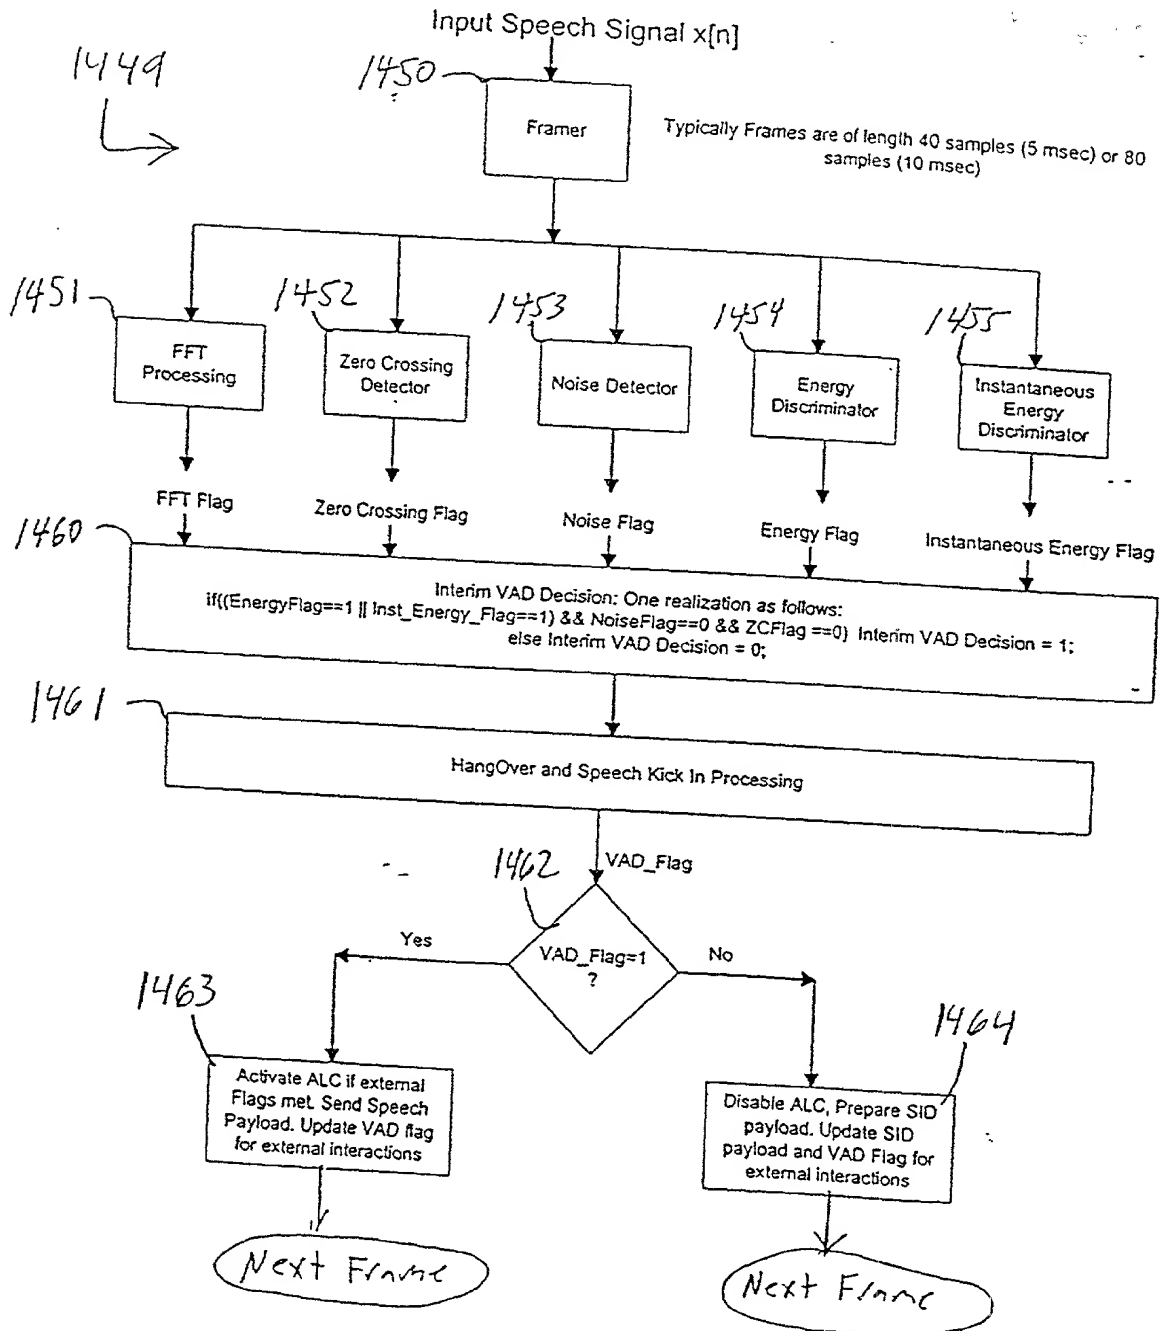 Input Speech Signal x[n]
1449
1450
Framer
Typically Frames are of length 40 samples (5 msec) or 80
samples (10 msec)
1451
1452
1453
1454
1455
FFT
Processing
Zero Crossing
Detector
Noise Detector
Energy
Discriminator
Instantaneous
Energy
Discriminator
FFT Flag
Zero Crossing Flag
Noise Flag
Energy Flag
Instantaneous Energy Flag
1460
Interim VAD Decision: One realization as follows:
if((EnergyFlag==1 || Inst_Energy_Flag==1) && NoiseFlag==0 && ZCFlag ==0) Interim VAD Decision = 1;
else Interim VAD Decision = 0;
1461
HangOver and Speech Kick In Processing
VAD_Flag
1462
VAD_Flag=1
?
Yes
No
1463
Activate ALC if external
Flags met. Send Speech
Payload. Update VAD flag
for external interactions
1464
Disable ALC, Prepare SID
payload. Update SID
payload and VAD Flag for
external interactions
Next Frame
Next Frame